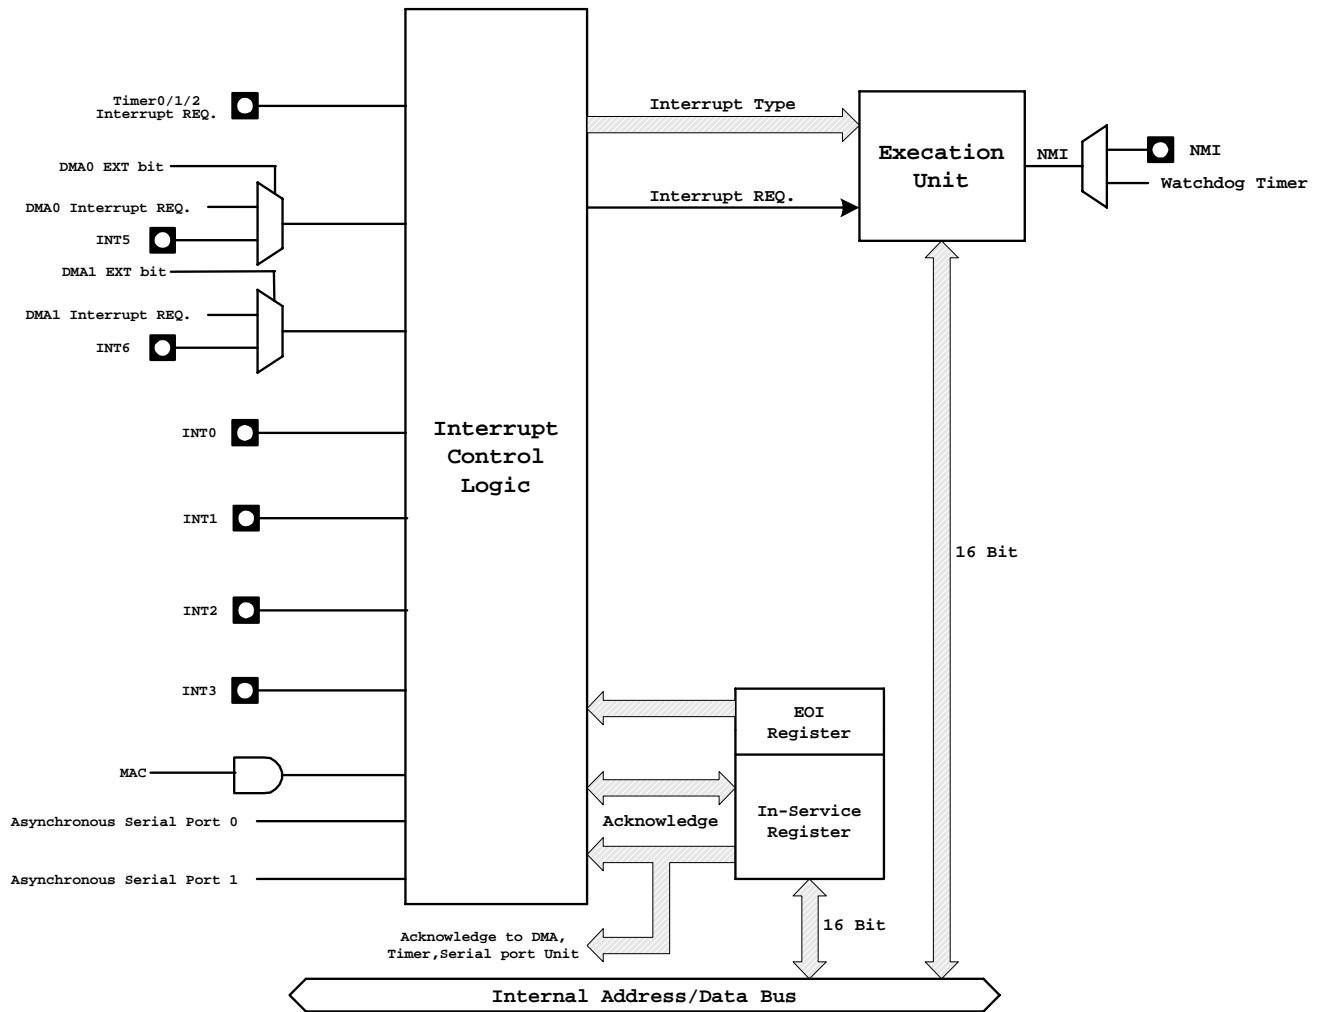 Timer0/1/2
Interrupt REQ.
DMA0 EXT bit
DMA0 Interrupt REQ.
INT5
DMA1 EXT bit
DMA1 Interrupt REQ.
INT6
INT0
INT1
INT2
INT3
MAC
Asynchronous Serial Port 0
Asynchronous Serial Port 1
Interrupt
Control
Logic
Interrupt Type
Interrupt REQ.
Execation
Unit
NMI
NMI
Watchdog Timer
16 Bit
EOI
Register
In-Service
Register
Acknowledge
16 Bit
Acknowledge to DMA,
Timer,Serial port Unit
Internal Address/Data Bus